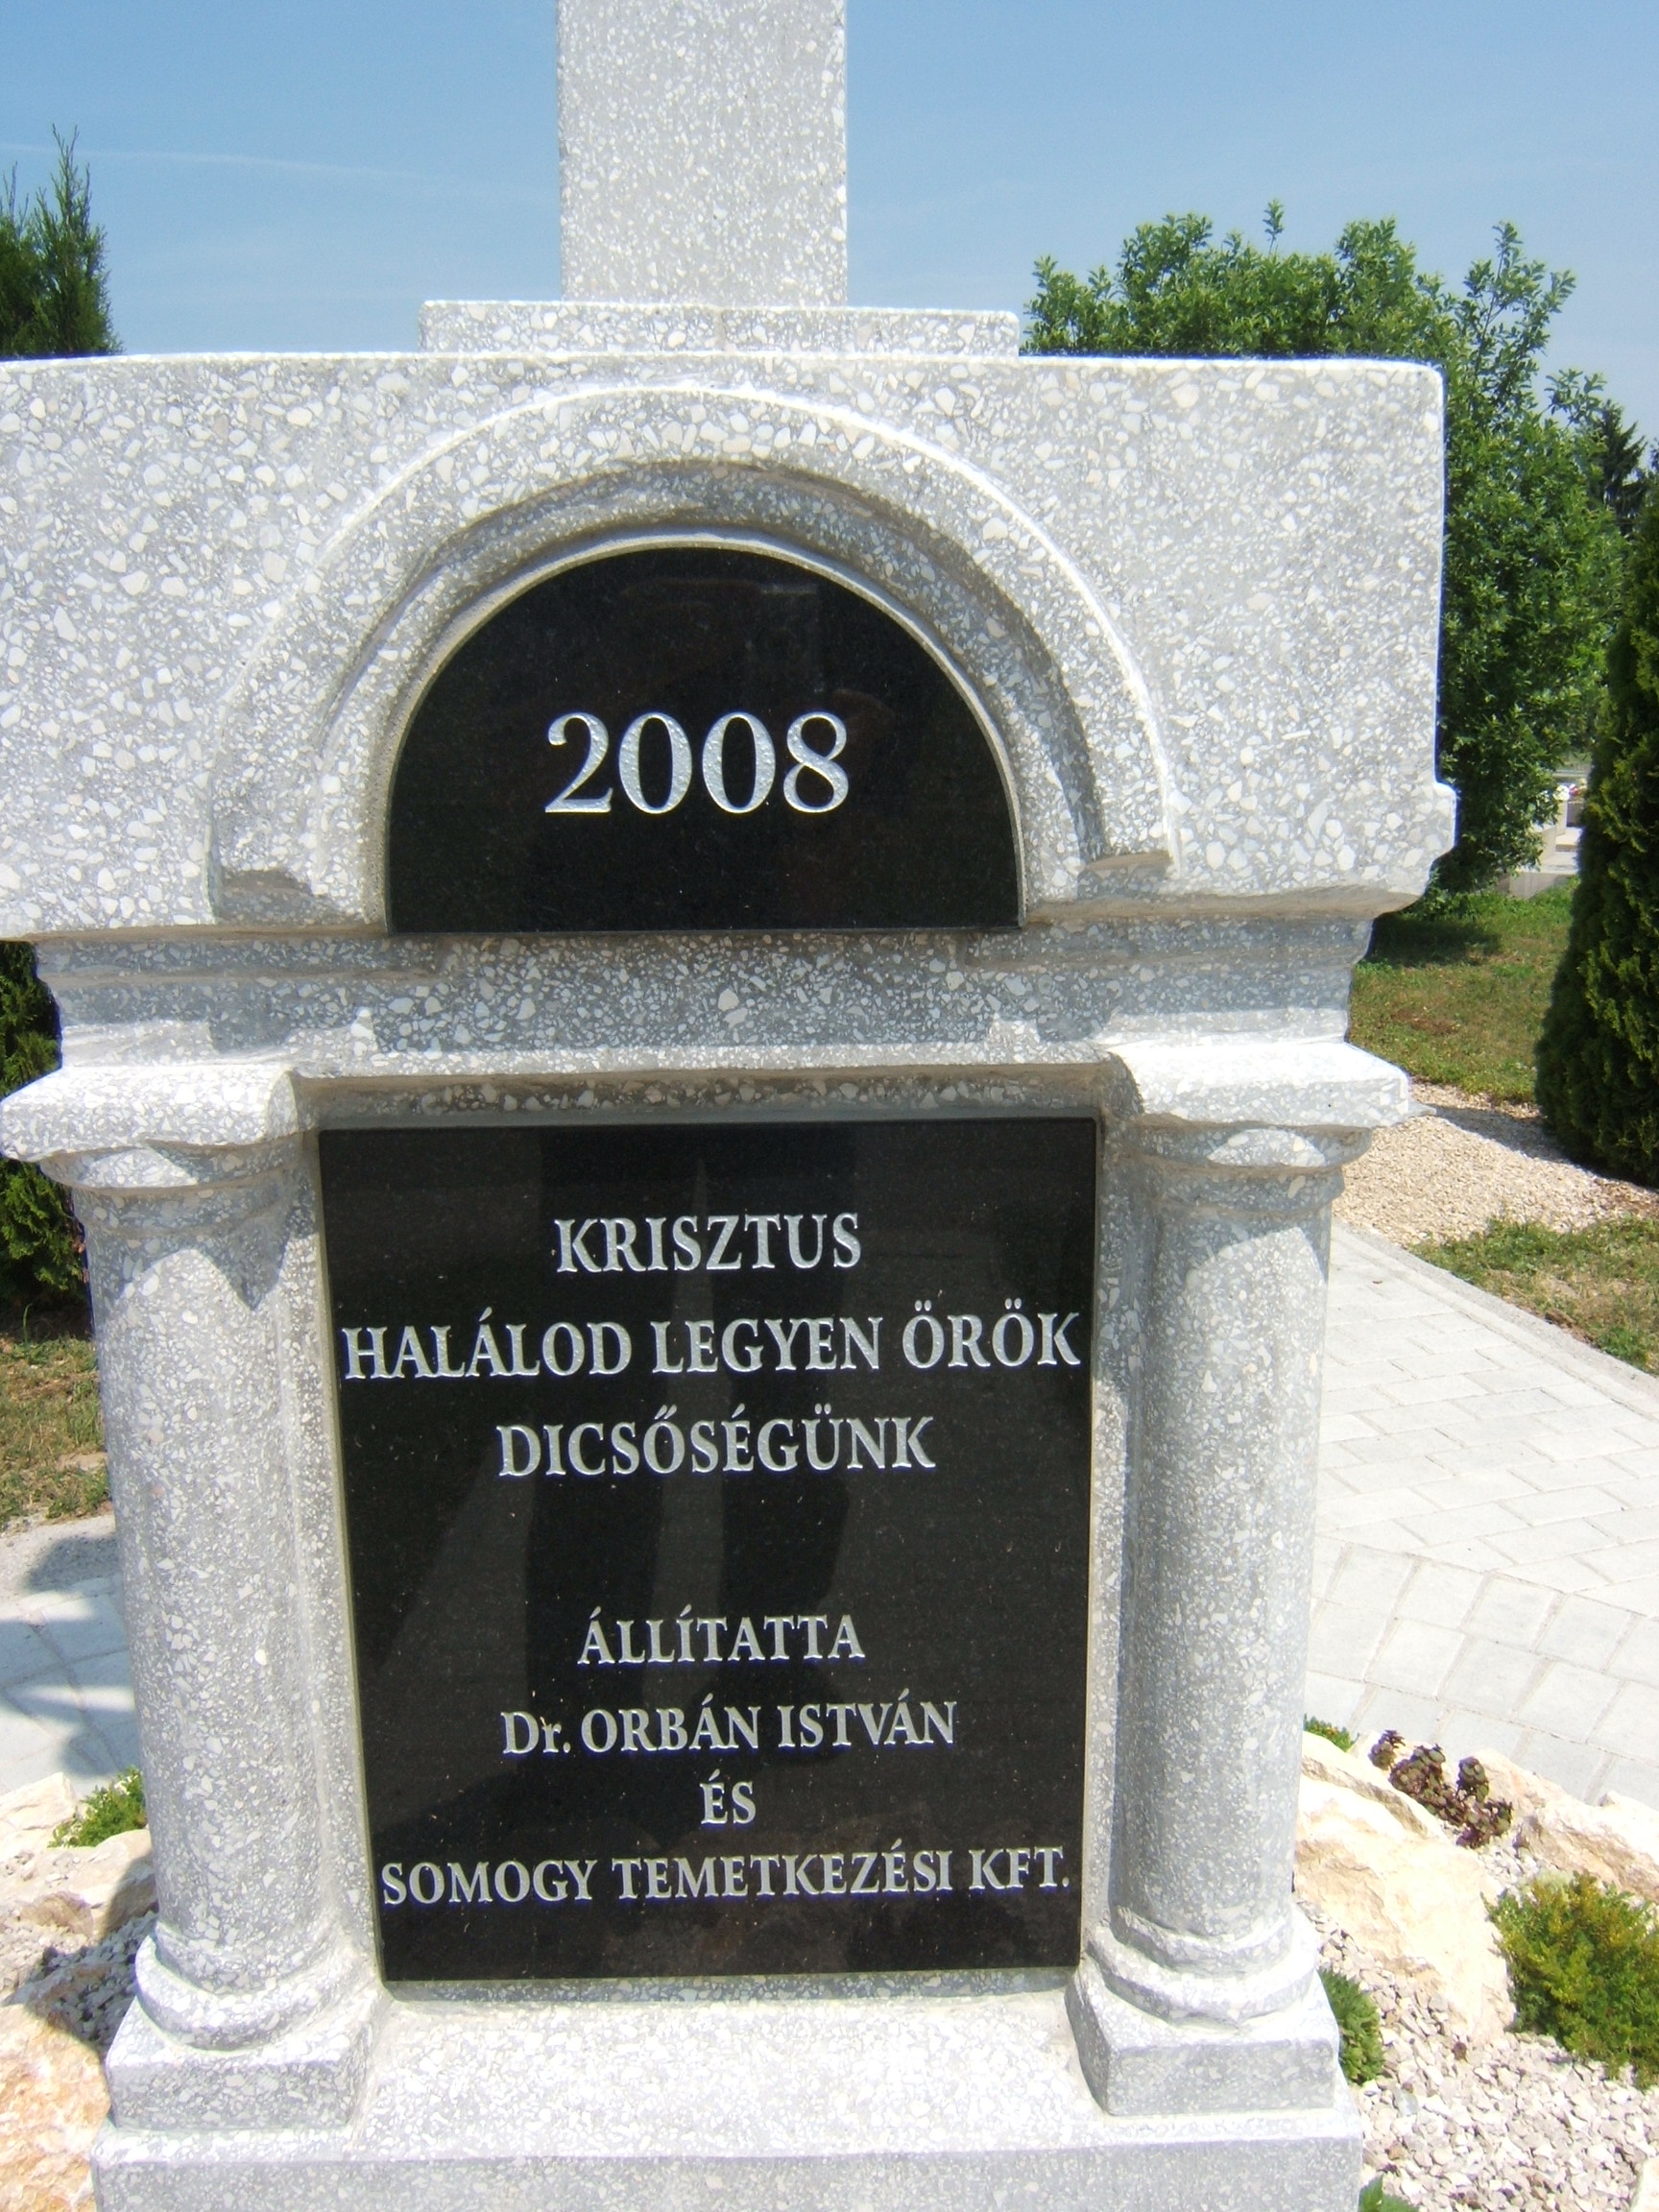 2008
KRISZTUS
HALÁLOD LEGYEN ÖRÖK
DICSŐSÉGÜNK
ÁLLÍTATTA
Dr. ORBÁN ISTVÁN
ÉS
SOMOGY TEMETKEZÉSI KFT.